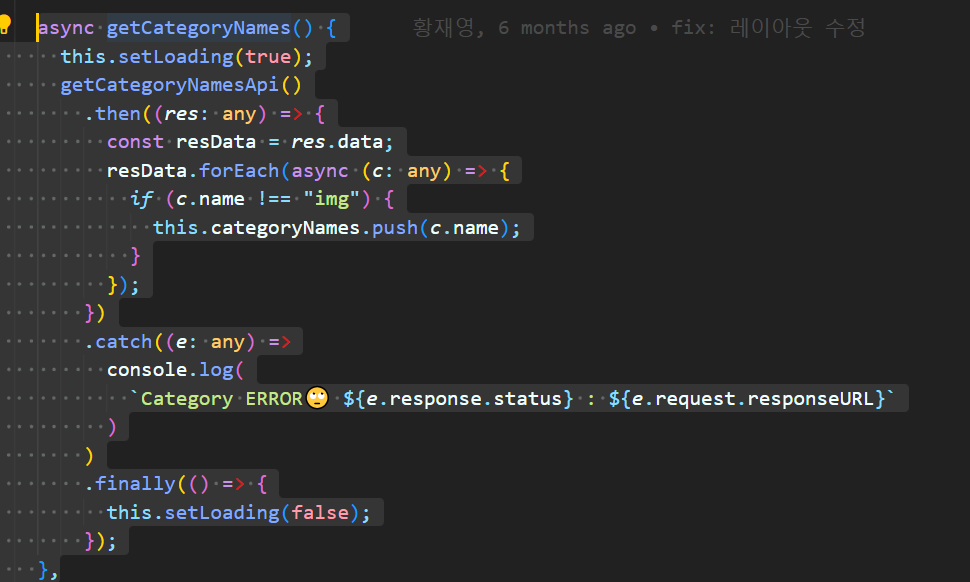 async getCategoryNames() { 황재영, 6 months ago • fix: 레이아웃 수정
this.setLoading(true);
getCategoryNamesApi()
.then((res: any) => {
const resData = res.data;
resData.forEach(async (c: any) => {
if (c.name !== "img") {
this.categoryNames.push(c.name);
}
});
})
.catch((e: any) =>
console.log(
`Category ERROR🙄 ${e.response.status} : ${e.request.responseURL}`
)
)
.finally(() => {
this.setLoading(false);
});
},